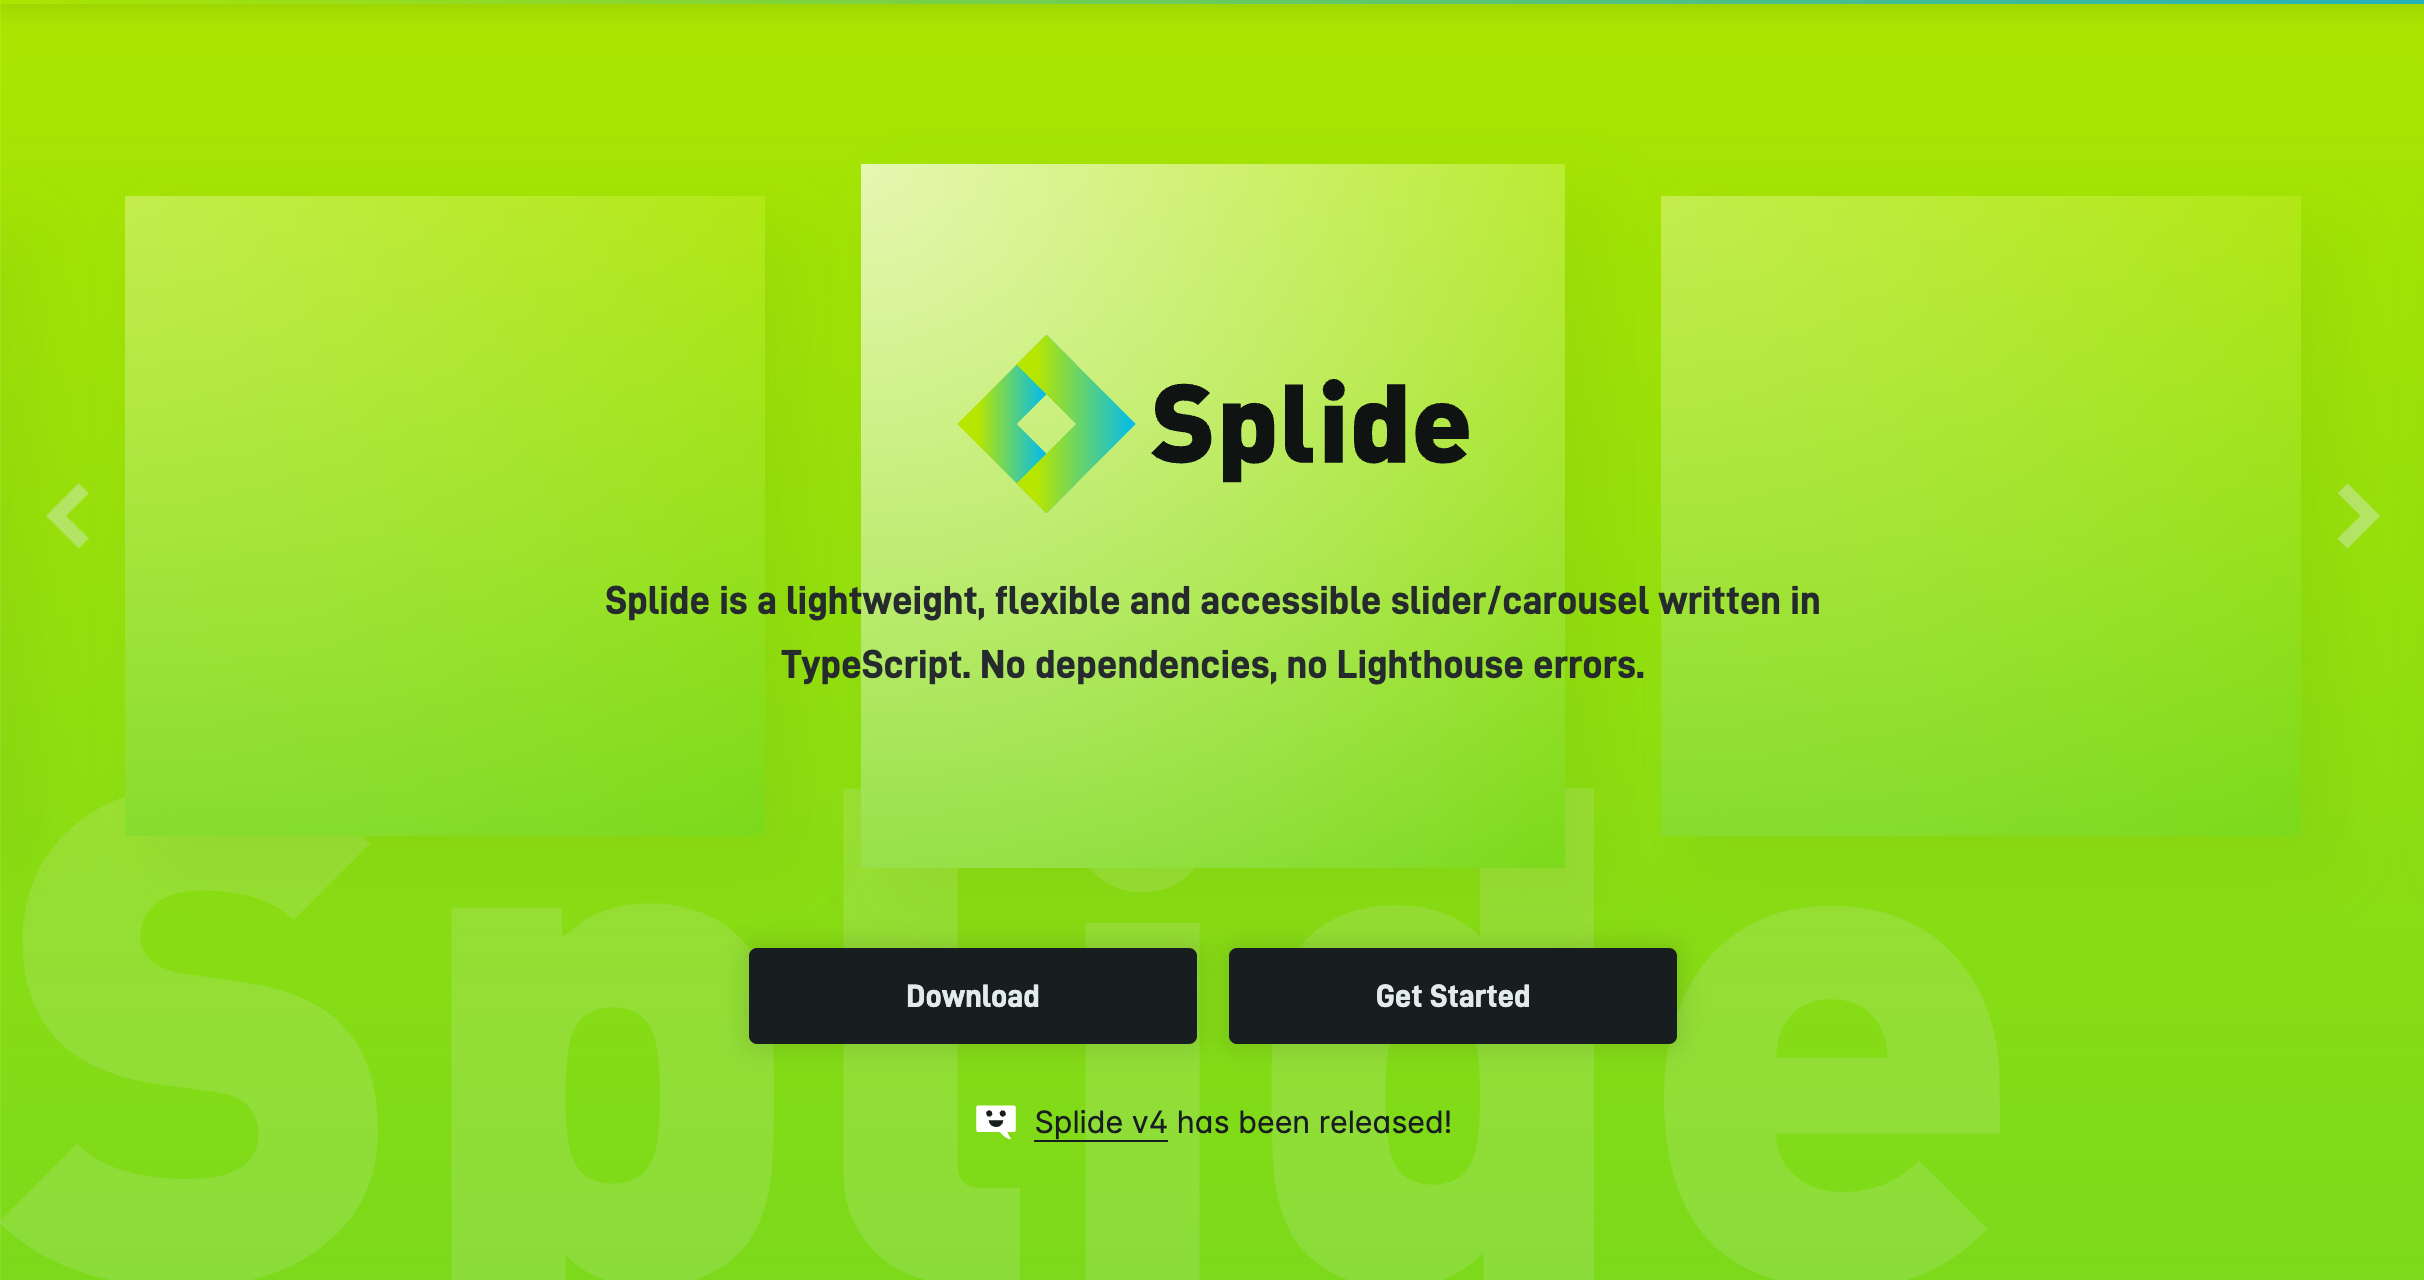 Splide
Splide is a lightweight, flexible and accessible slider/carousel written in
TypeScript. No dependencies, no Lighthouse errors.
Splide
Download
Get Started
Splide v4 has been released!